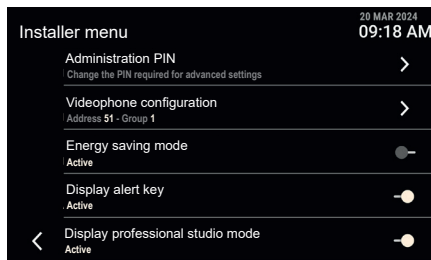 20 MAR 2024
Installer menu 09:18 AM
Administration PIN
Change the PIN required for advanced settings
Videophone configuration
Address 51 - Group 1
Energy saving mode
Active
Display alert key
Active
Display professional studio mode
Active